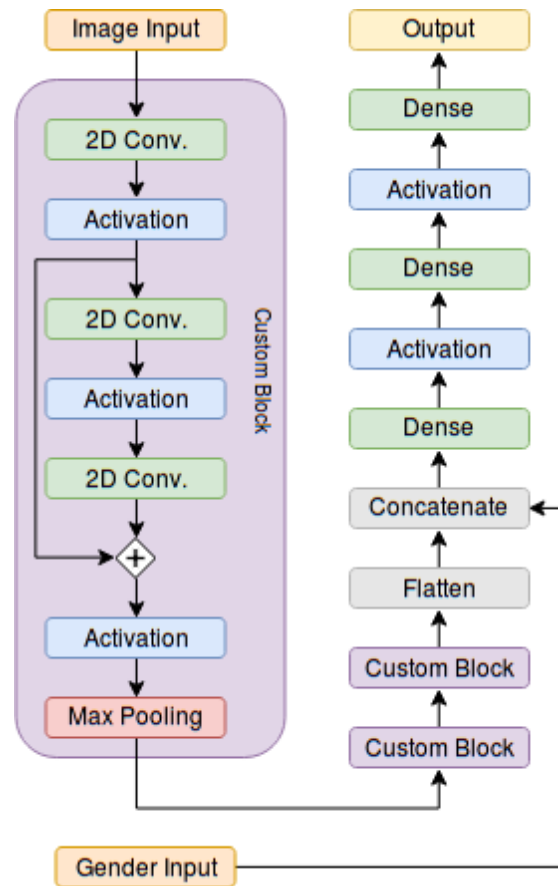 Image Input
2D Conv.
Activation
2D Conv.
Activation
2D Conv.
+
Activation
Max Pooling
Custom Block
Gender Input
Output
Dense
Activation
Dense
Activation
Dense
Concatenate
Flatten
Custom Block
Custom Block